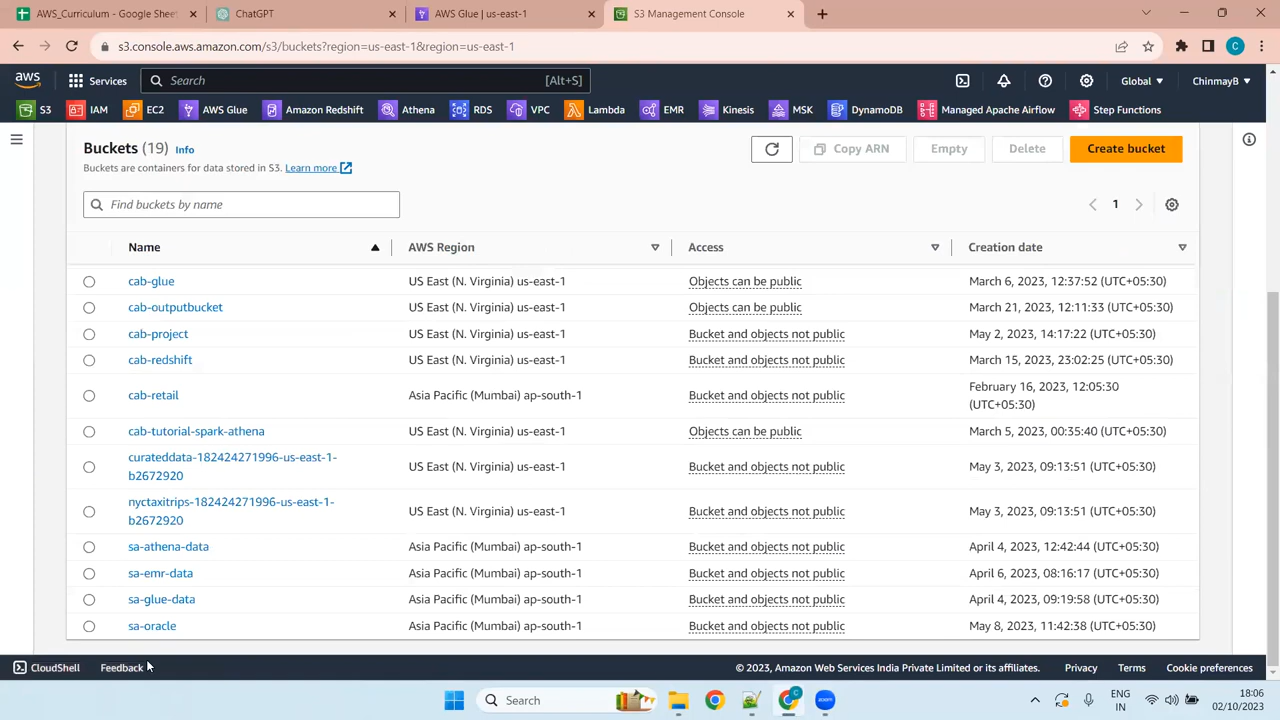 AWS_Curriculum - Google Sheet
ChatGPT
AWS Glue | us-east-1
S3 Management Console
s3.console.aws.amazon.com/s3/buckets?region=us-east-1&region=us-east-1
C
aws Services Search [Alt+S] Global ChinmayB
S3 IAM EC2 AWS Glue Amazon Redshift Athena RDS VPC Lambda EMR Kinesis MSK DynamoDB Managed Apache Airflow Step Functions
Buckets (19) Info
Copy ARN Empty Delete Create bucket
Buckets are containers for data stored in S3. Learn more
Find buckets by name
1
Name AWS Region Access Creation date
cab-glue US East (N. Virginia) us-east-1 Objects can be public March 6, 2023, 12:37:52 (UTC+05:30)
cab-outputbucket US East (N. Virginia) us-east-1 Objects can be public March 21, 2023, 12:11:33 (UTC+05:30)
cab-project US East (N. Virginia) us-east-1 Bucket and objects not public May 2, 2023, 14:17:22 (UTC+05:30)
cab-redshift US East (N. Virginia) us-east-1 Bucket and objects not public March 15, 2023, 23:02:25 (UTC+05:30)
cab-retail Asia Pacific (Mumbai) ap-south-1 Bucket and objects not public February 16, 2023, 12:05:30
(UTC+05:30)
cab-tutorial-spark-athena US East (N. Virginia) us-east-1 Objects can be public March 5, 2023, 00:35:40 (UTC+05:30)
curateddata-182424271996-us-east-1-
b2672920 US East (N. Virginia) us-east-1 Bucket and objects not public May 3, 2023, 09:13:51 (UTC+05:30)
nyctaxitrips-182424271996-us-east-1-
b2672920 US East (N. Virginia) us-east-1 Bucket and objects not public May 3, 2023, 09:13:51 (UTC+05:30)
sa-athena-data Asia Pacific (Mumbai) ap-south-1 Bucket and objects not public April 4, 2023, 12:42:44 (UTC+05:30)
sa-emr-data Asia Pacific (Mumbai) ap-south-1 Bucket and objects not public April 6, 2023, 08:16:17 (UTC+05:30)
sa-glue-data Asia Pacific (Mumbai) ap-south-1 Bucket and objects not public April 4, 2023, 09:19:58 (UTC+05:30)
sa-oracle Asia Pacific (Mumbai) ap-south-1 Bucket and objects not public May 8, 2023, 11:42:38 (UTC+05:30)
CloudShell Feedback © 2023, Amazon Web Services India Private Limited or its affiliates. Privacy Terms Cookie preferences
Search
C
zoom
ENG
IN
18:06
02/10/2023